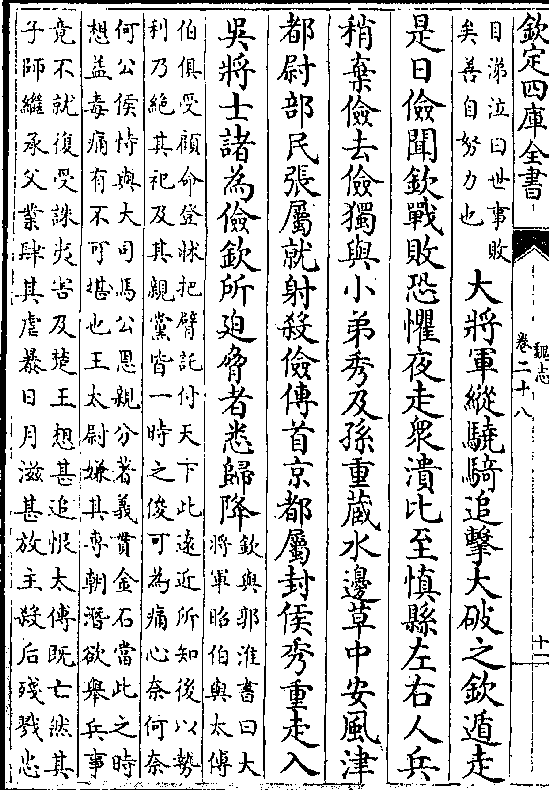 欽定四庫全書
魏志
卷二十八
十一
目涕泣曰世事敗
矣善自努力也
大將軍縱驍騎追擊大破之欽遁走
是日儉聞欽戰敗恐懼夜走衆潰比至慎縣左右人兵
稍棄儉去儉獨與小弟秀及孫重藏水邊草中安風津
都尉部民張屬就射殺儉傳首京都屬封侯秀重走入
吳將士諸為儉欽所迫脅者悉歸降
欽與郭淮書曰大
將軍昭伯與太傅
伯俱受顧命登牀把臂託付天下此遠近所知後以勢
利乃絶其祀及其親黨皆一時之俊可為痛心奈何奈
何公侯恃與大司馬公恩親分著義貫金石當此之時
想益毒痛有不可堪也王太尉嫌其專朝潛欲舉兵事
竟不就復受誅夷害及楚王想甚追恨太傅既亡然其
子師繼承父業肆其虐暴日月滋甚放主殺后殘戮忠